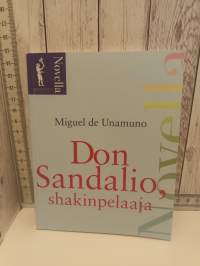 Novella
Miguel de Unamuno
Don
Sandalio,
shakinpelaaja
Novella